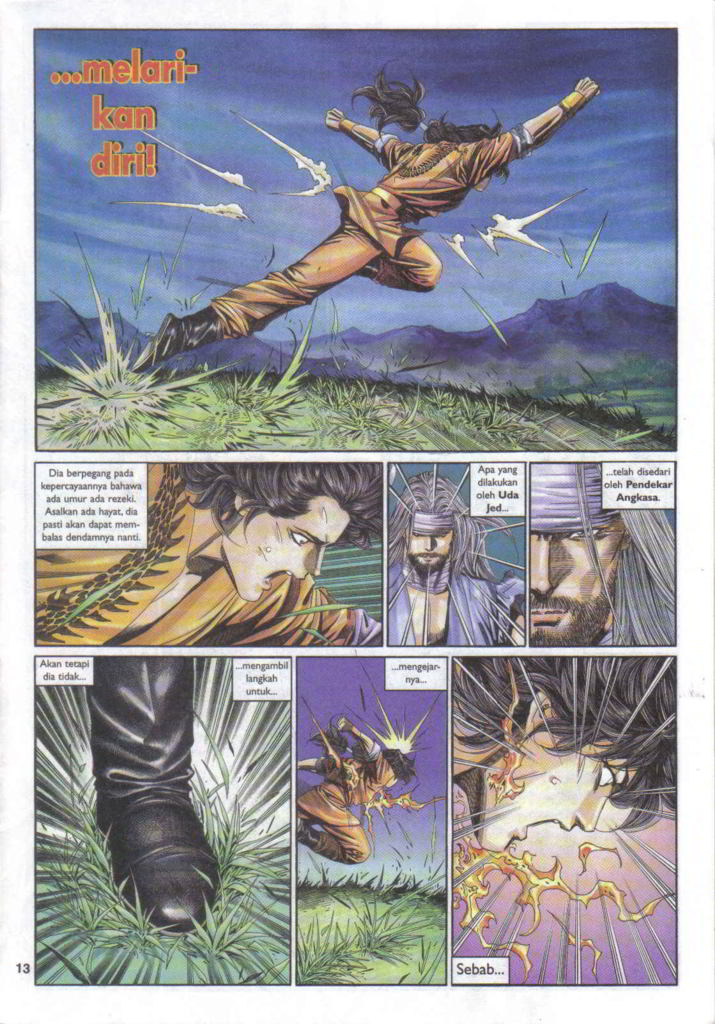 ...melari-
kan
diri!
Dia berpegang pada
kepercayaannya bahawa
ada umur ada rezeki.
Asalkan ada hayat, dia
pasti akan dapat mem-
balas dendamnya nanti.
Apa yang
dilakukan
oleh Uda
Jed...
...telah disedari
oleh Pendekar
Angkasa.
Akan tetapi
dia tidak...
...mengambil
langkah
untuk...
...mengejar-
nya...
Sebab...
13